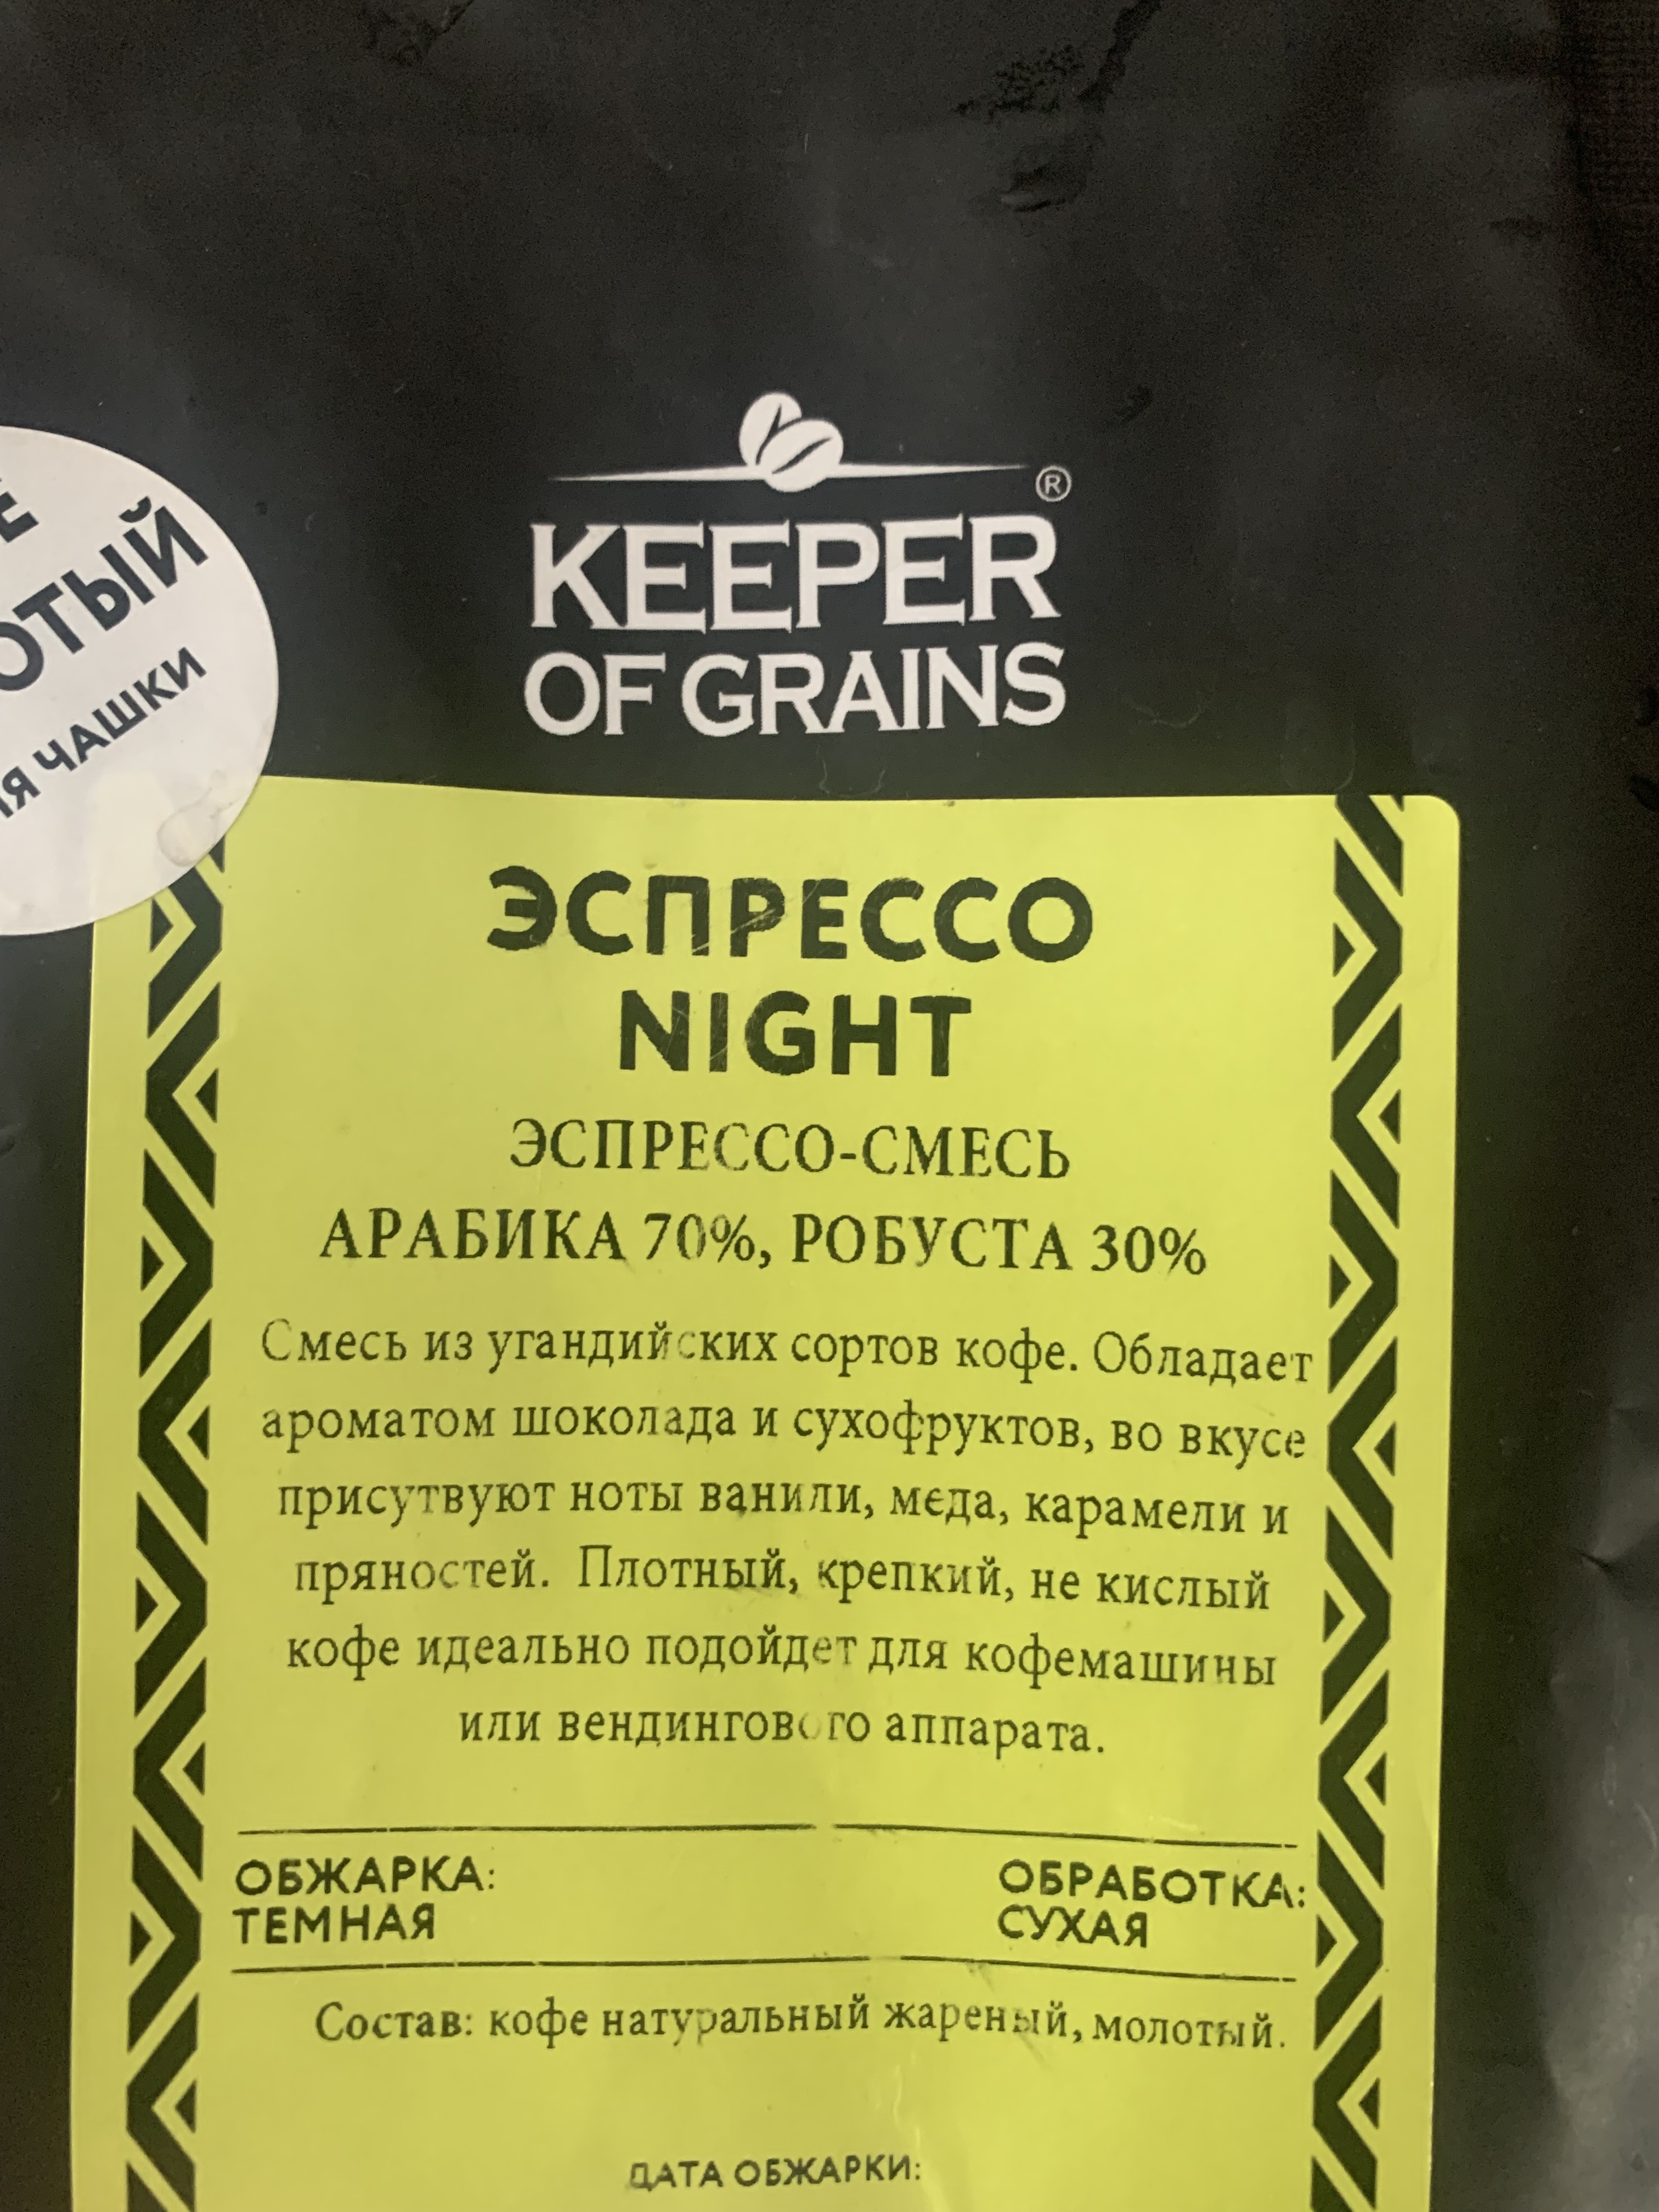 ЧАШКИ
®
KEEPER
OF GRAINS
ЭСПРЕССО
NIGHT
ЭСПРЕССО-СМЕСЬ
АРАБИКА 70%, РОБУСТА 30%
Смесь из угандийских сортов кофе. Обладает
ароматом шоколада и сухофруктов, во вкусе
присутвуют ноты ванили, меда, карамели и
пряностей. Плотный, крепкий, не кислый
кофе идеально подойдет для кофемашины
или вендингового аппарата.
ОБЖАРКА:
ТЕМНАЯ
ОБРАБОТКА:
СУХАЯ
Состав: кофе натуральный жареный, молотый.
ДАТА ОБЖАРКИ: